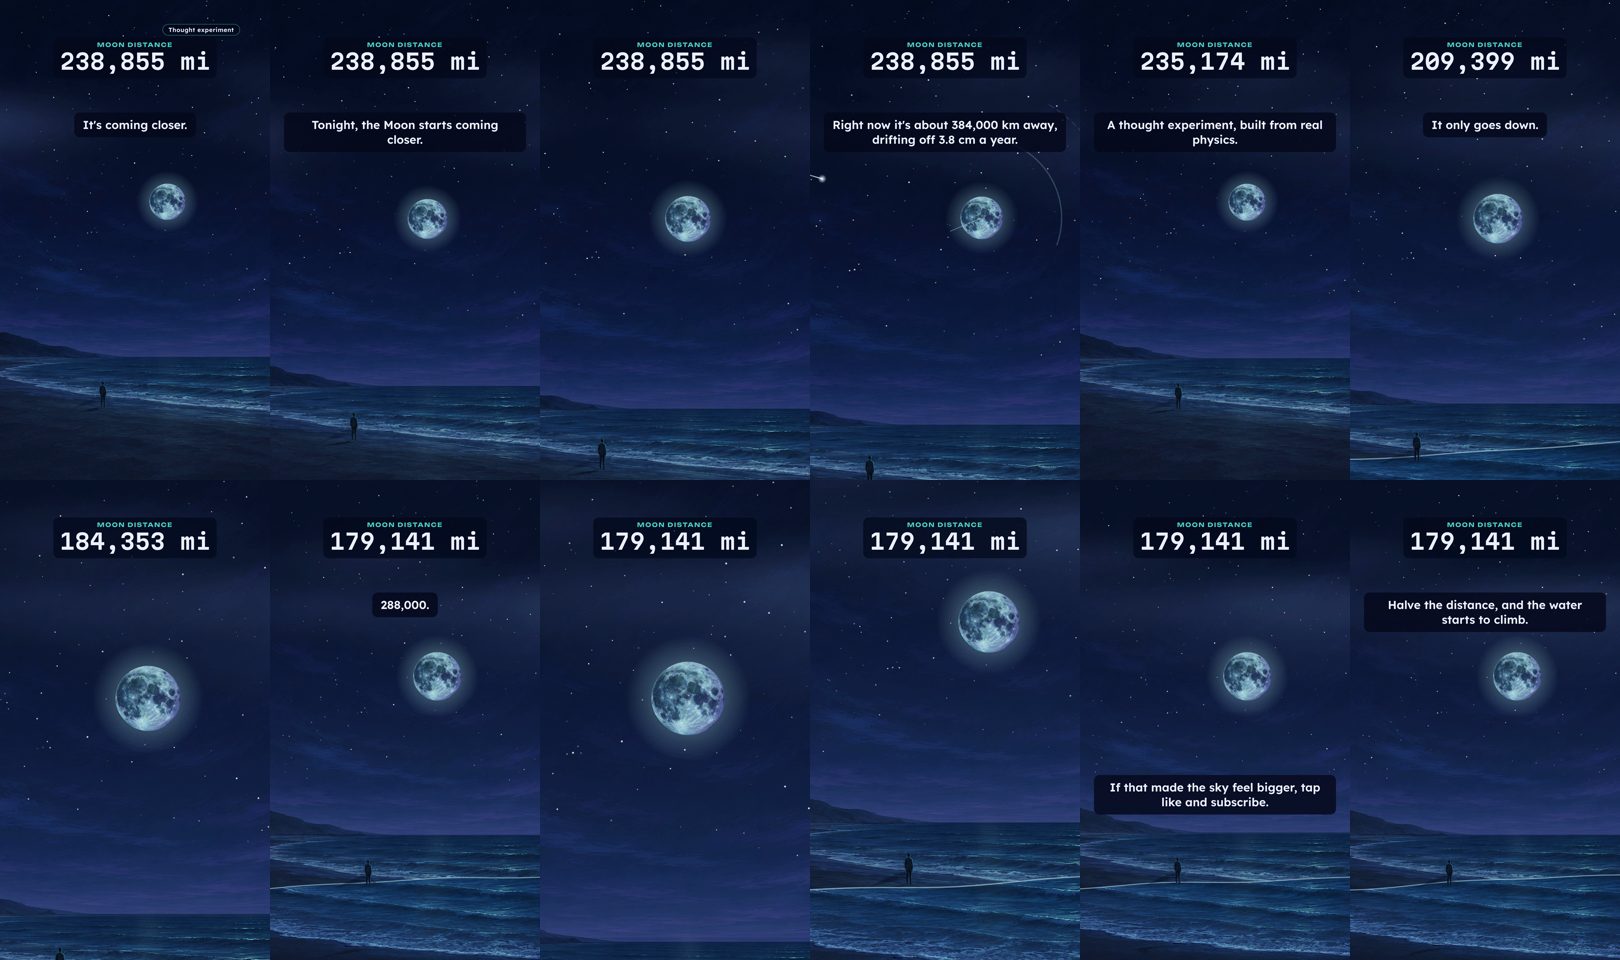 Thought experiment
MOON DISTANCE
238,855 mi
It's coming closer.
MOON DISTANCE
238,855 mi
Tonight, the Moon starts coming
closer.
MOON DISTANCE
238,855 mi
MOON DISTANCE
238,855 mi
Right now it's about 384,000 km away,
drifting off 3.8 cm a year.
MOON DISTANCE
235,174 mi
A thought experiment, built from real
physics.
MOON DISTANCE
209,399 mi
It only goes down.
MOON DISTANCE
184,353 mi
MOON DISTANCE
179,141 mi
288,000.
MOON DISTANCE
179,141 mi
MOON DISTANCE
179,141 mi
MOON DISTANCE
179,141 mi
If that made the sky feel bigger, tap
like and subscribe.
MOON DISTANCE
179,141 mi
Halve the distance, and the water
starts to climb.